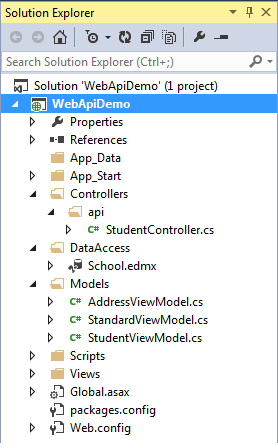 Solution Explorer
Search Solution Explorer (Ctrl+;)
Solution 'WebApiDemo' (1 project)
WebApiDemo
Properties
References
App_Data
App_Start
Controllers
api
StudentController.cs
DataAccess
School.edmx
Models
AddressViewModel.cs
StandardViewModel.cs
StudentViewModel.cs
Scripts
Views
Global.asax
packages.config
Web.config